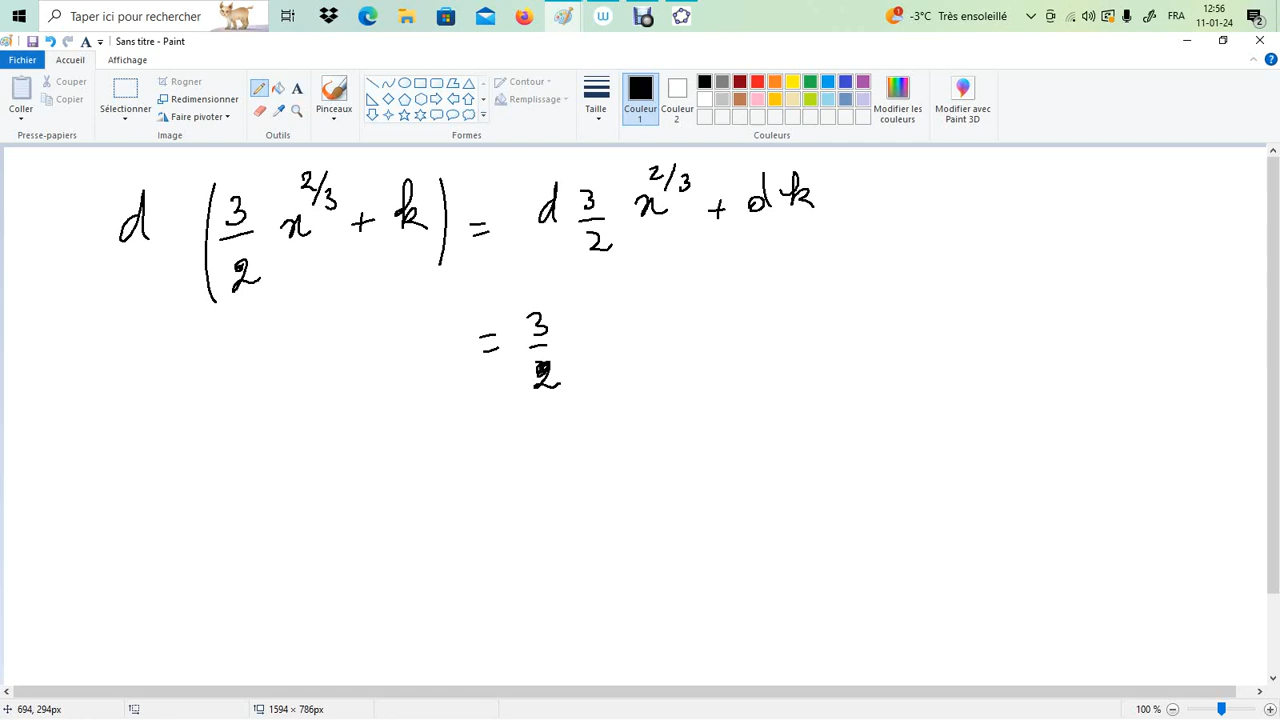 Taper ici pour rechercher
-3°C Très ensoleillé
FRA
12:56
11-01-24
2
Sans titre - Paint
Fichier Accueil Affichage
Coller
Couper
Copier
Presse-papiers
Sélectionner
Rogner
Redimensionner
Faire pivoter
Image
A
Outils
Pinceaux
Contour
Remplissage
Formes
Taille
Couleur 1
Couleur 2
Modifier les couleurs
Couleurs
Modifier avec Paint 3D
d (3/2 x^2/3 + k) = d 3/2 x^2/3 + dk
= 3/2
694, 294px
1594 × 786px
100 %